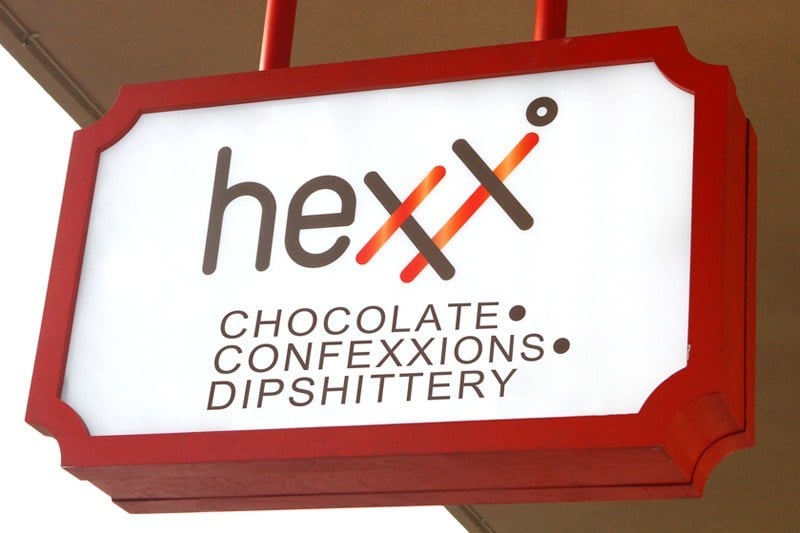 hexx
CHOCOLATE•
CONFEXXIONS•
DIPSHITTERY